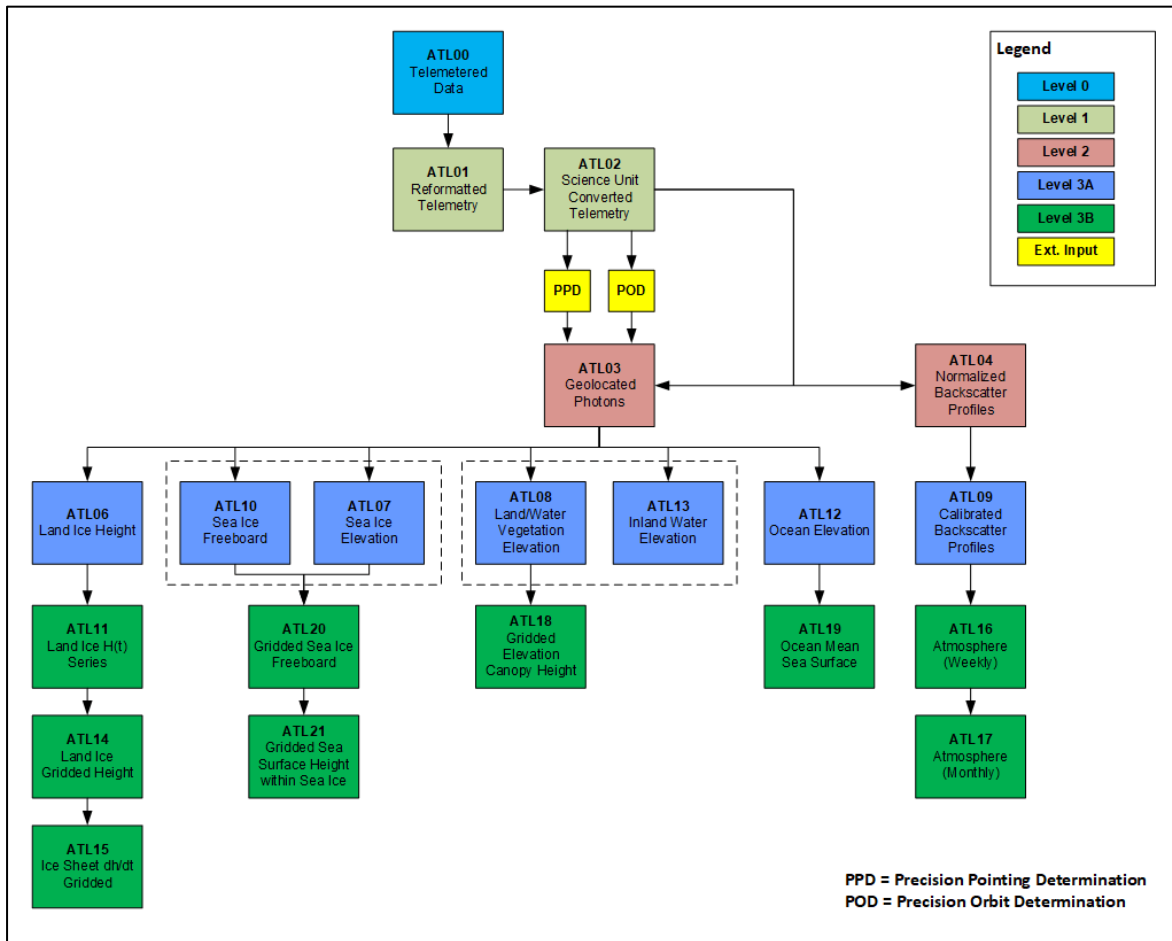 ATL00
Telemetered
Data
Legend
Level 0
Level 1
Level 2
Level 3A
Level 3B
Ext. Input
ATL01
Reformatted
Telemetry
ATL02
Science Unit
Converted
Telemetry
PPD
POD
ATL03
Geolocated
Photons
ATL04
Normalized
Backscatter
Profiles
ATL06
Land Ice Height
ATL10
Sea Ice
Freeboard
ATL07
Sea Ice
Elevation
ATL08
Land/Water
Vegetation
Elevation
ATL13
Inland Water
Elevation
ATL12
Ocean Elevation
ATL09
Calibrated
Backscatter
Profiles
ATL11
Land Ice H(t)
Series
ATL20
Gridded Sea Ice
Freeboard
ATL18
Gridded
Elevation
Canopy Height
ATL19
Ocean Mean
Sea Surface
ATL16
Atmosphere
(Weekly)
ATL14
Land Ice
Gridded Height
ATL21
Gridded Sea
Surface Height
within Sea Ice
ATL17
Atmosphere
(Monthly)
ATL15
Ice Sheet dh/dt
Gridded
PPD = Precision Pointing Determination
POD = Precision Orbit Determination